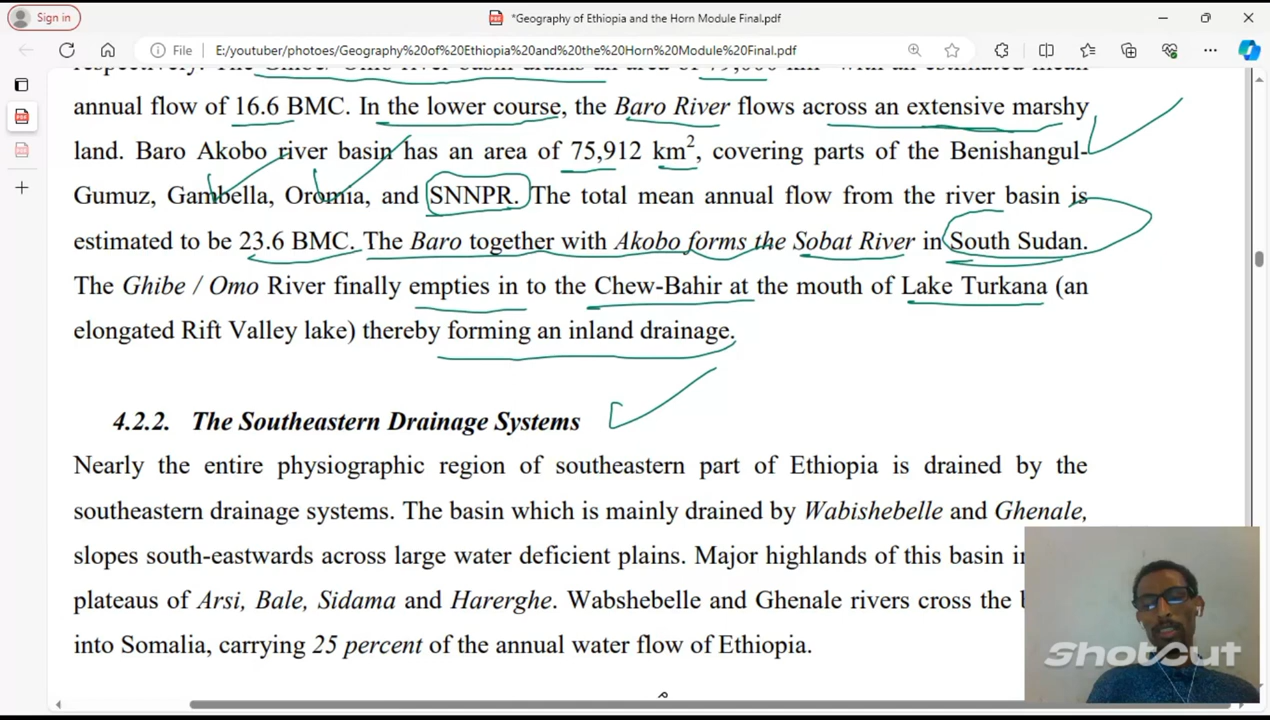 Sign in
*Geography of Ethiopia and the Horn Module Final.pdf
File E:/youtuber/photoes/Geography%20of%20Ethiopia%20and%20the%20Horn%20Module%20Final.pdf
annual flow of 16.6 BMC. In the lower course, the Baro River flows across an extensive marshy
land. Baro Akobo river basin has an area of 75,912 km², covering parts of the Benishangul-
Gumuz, Gambella, Oromia, and SNNPR. The total mean annual flow from the river basin is
estimated to be 23.6 BMC. The Baro together with Akobo forms the Sobat River in South Sudan.
The Ghibe / Omo River finally empties in to the Chew-Bahir at the mouth of Lake Turkana (an
elongated Rift Valley lake) thereby forming an inland drainage.
4.2.2. The Southeastern Drainage Systems
Nearly the entire physiographic region of southeastern part of Ethiopia is drained by the
southeastern drainage systems. The basin which is mainly drained by Wabishebelle and Ghenale,
slopes south-eastwards across large water deficient plains. Major highlands of this basin
plateaus of Arsi, Bale, Sidama and Harerghe. Wabshebelle and Ghenale rivers cross the
into Somalia, carrying 25 percent of the annual water flow of Ethiopia.
Shotcut